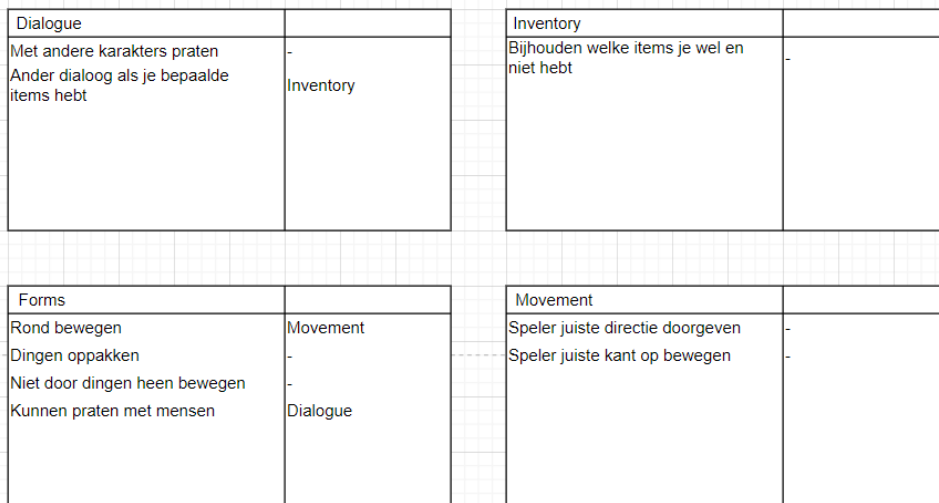 Dialogue
Met andere karakters praten
-
Ander dialoog als je bepaalde
items hebt
Inventory
Inventory
Bijhouden welke items je wel en
niet hebt
-
Forms
Rond bewegen
Movement
Dingen oppakken
-
Niet door dingen heen bewegen
-
Kunnen praten met mensen
Dialogue
Movement
Speler juiste directie doorgeven
-
Speler juiste kant op bewegen
-